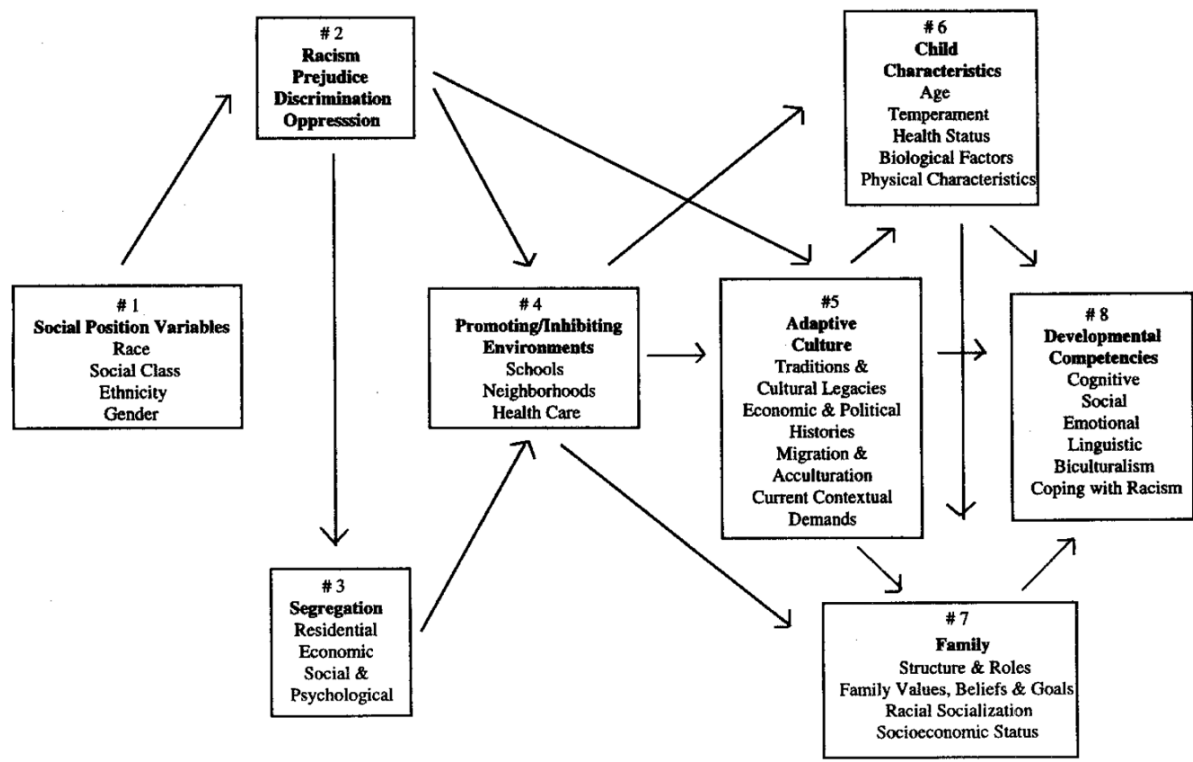 # 2
Racism
Prejudice
Discrimination
Oppresssion
# 6
Child
Characteristics
Age
Temperament
Health Status
Biological Factors
Physical Characteristics
# 1
Social Position Variables
Race
Social Class
Ethnicity
Gender
# 4
Promoting/Inhibiting
Environments
Schools
Neighborhoods
Health Care
#5
Adaptive
Culture
Traditions &
Cultural Legacies
Economic & Political
Histories
Migration &
Acculturation
Current Contextual
Demands
# 8
Developmental
Competencies
Cognitive
Social
Emotional
Linguistic
Biculturalism
Coping with Racism
# 3
Segregation
Residential
Economic
Social &
Psychological
# 7
Family
Structure & Roles
Family Values, Beliefs & Goals
Racial Socialization
Socioeconomic Status